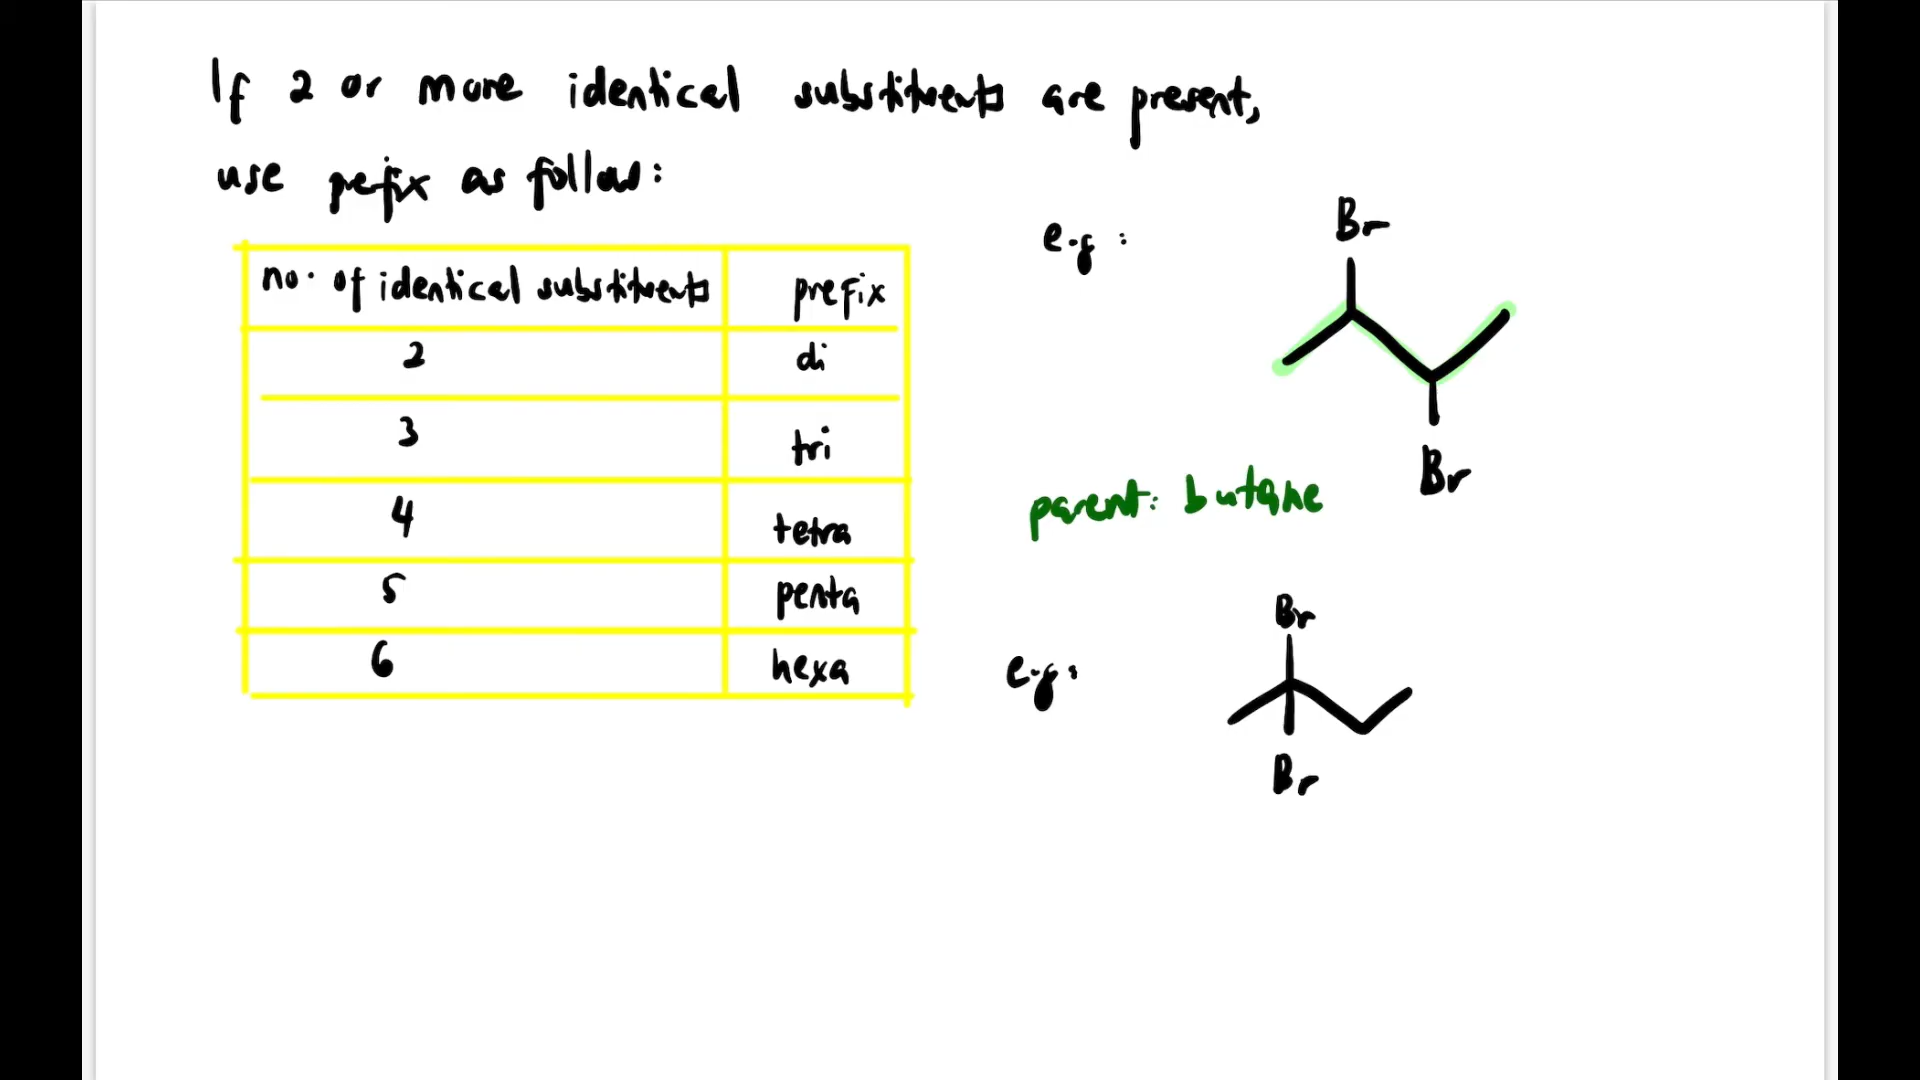 If 2 or more identical substituents are present,
use prefix as follow:
no. of identical substituents prefix
2 di
3 tri
4 tetra
5 penta
6 hexa
e.g :
Br
Br
parent: butane
e.g:
Br
Br